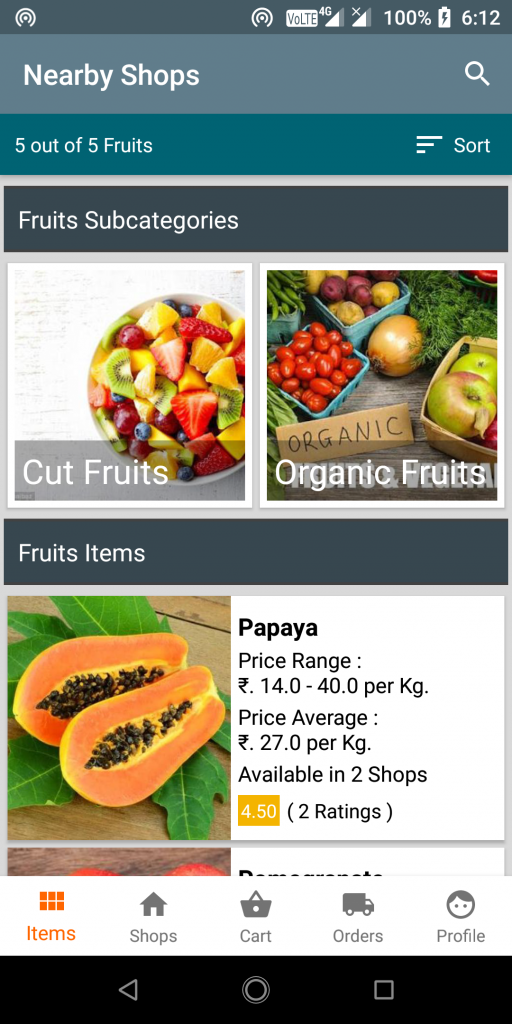 VoLTE 4G 100% 6:12
Nearby Shops
5 out of 5 Fruits Sort
Fruits Subcategories
ORGANIC
Cut Fruits Organic Fruits
Fruits Items
Papaya
Price Range :
₹. 14.0 - 40.0 per Kg.
Price Average :
₹. 27.0 per Kg.
Available in 2 Shops
4.50 ( 2 Ratings )
Items Shops Cart Orders Profile